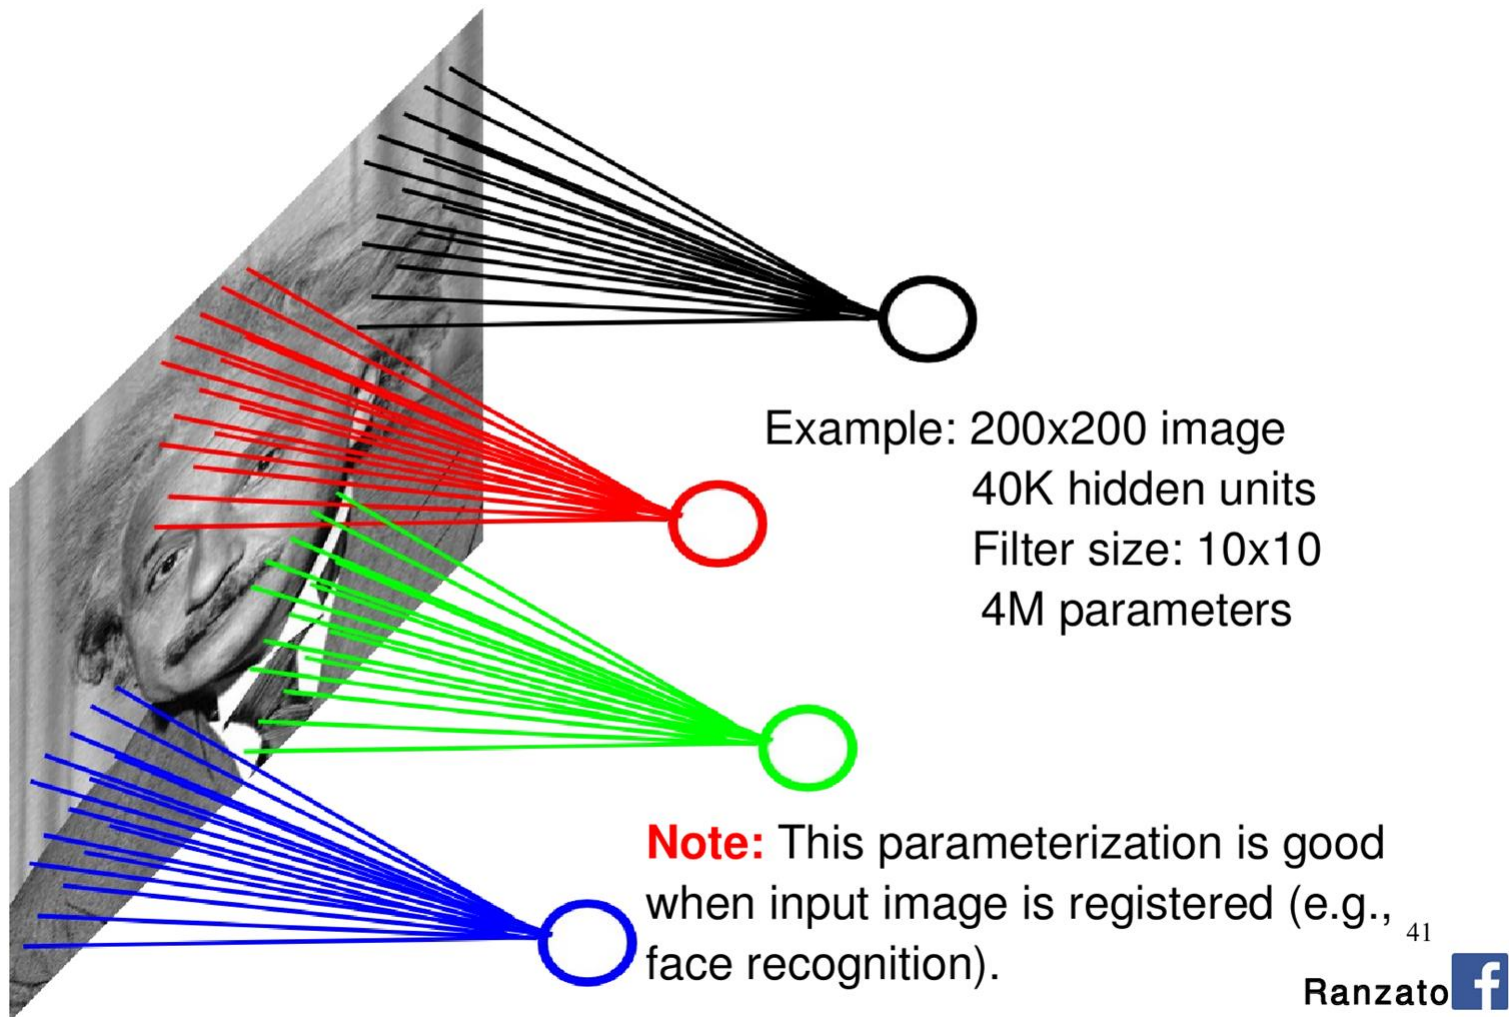 Example: 200x200 image
40K hidden units
Filter size: 10x10
4M parameters
Note: This parameterization is good
when input image is registered (e.g.,
face recognition).
41
Ranzato
f